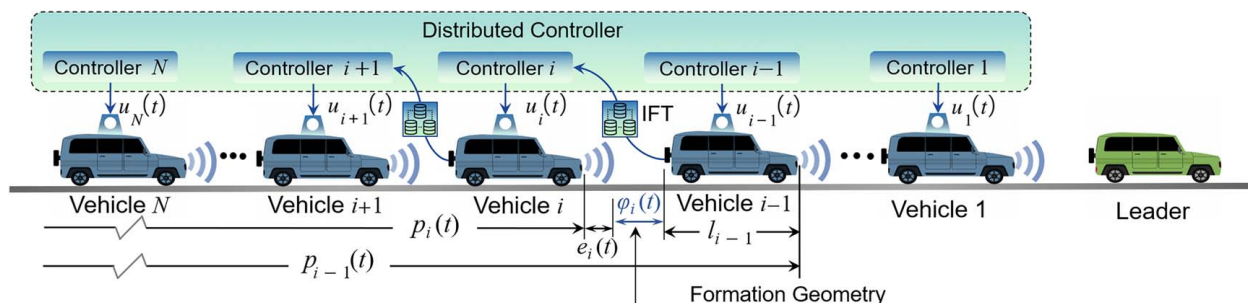 Distributed Controller
Controller N
Controller i+1
Controller i
Controller i−1
Controller 1
u_N(t)
u_{i+1}(t)
u_i(t)
IFT
u_{i−1}(t)
u_1(t)
Vehicle N
Vehicle i+1
Vehicle i
φ_i(t)
Vehicle i−1
Vehicle 1
Leader
p_i(t)
e_i(t)
l_{i−1}
p_{i−1}(t)
Formation Geometry